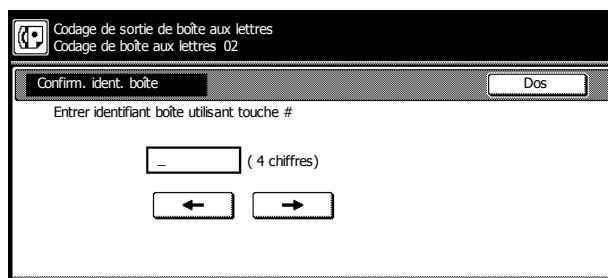 Codage de sortie de boîte aux lettres
Codage de boîte aux lettres 02
Confirm. ident. boîte
Dos
Entrer identifiant boîte utilisant touche #
_ ( 4 chiffres)
← →